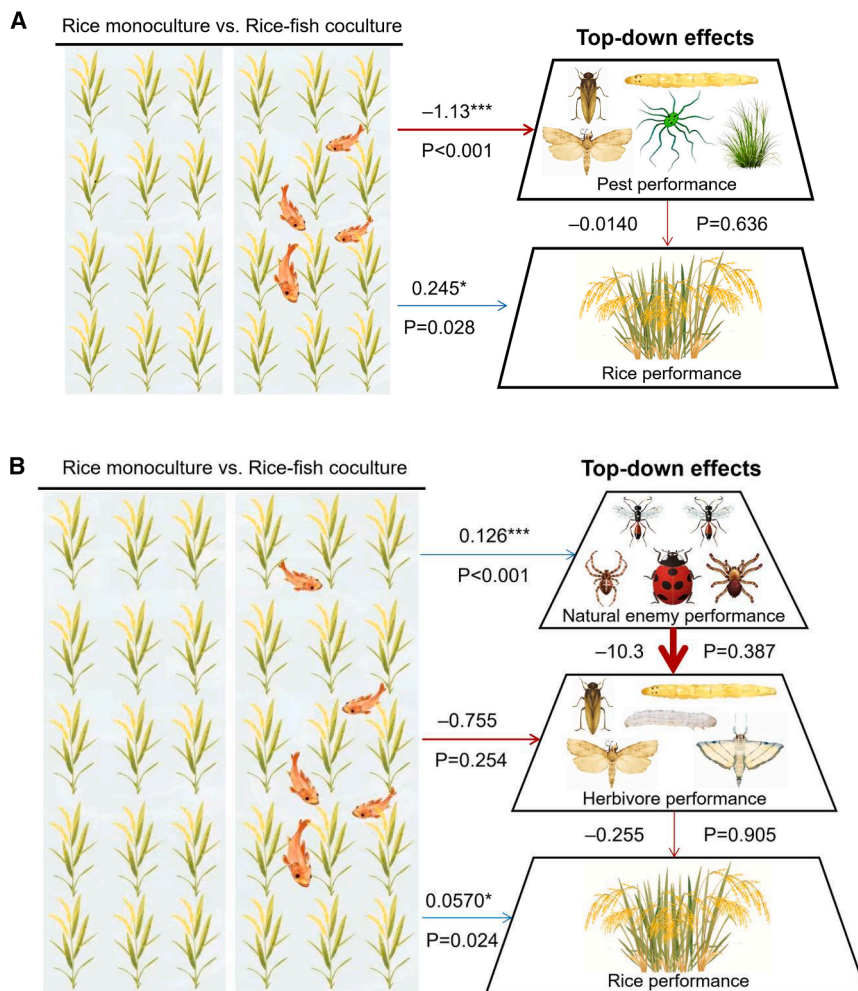 A
Rice monoculture vs. Rice-fish coculture
Top-down effects
–1.13***
P<0.001
Pest performance
–0.0140 P=0.636
0.245*
P=0.028
Rice performance
B
Rice monoculture vs. Rice-fish coculture
Top-down effects
0.126***
P<0.001
Natural enemy performance
–10.3 P=0.387
–0.755
P=0.254
Herbivore performance
–0.255 P=0.905
0.0570*
P=0.024
Rice performance